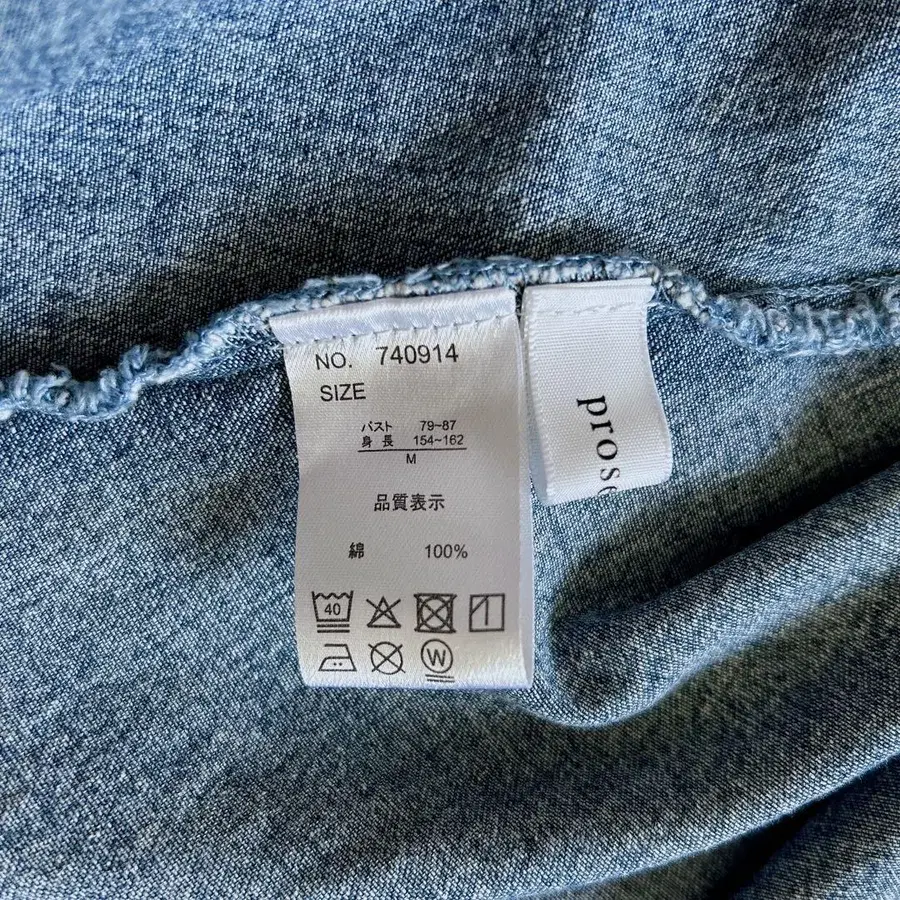 NO. 740914
SIZE
バスト 79~87
身長 154~162
M
品質表示
綿 100%
40
W
prose